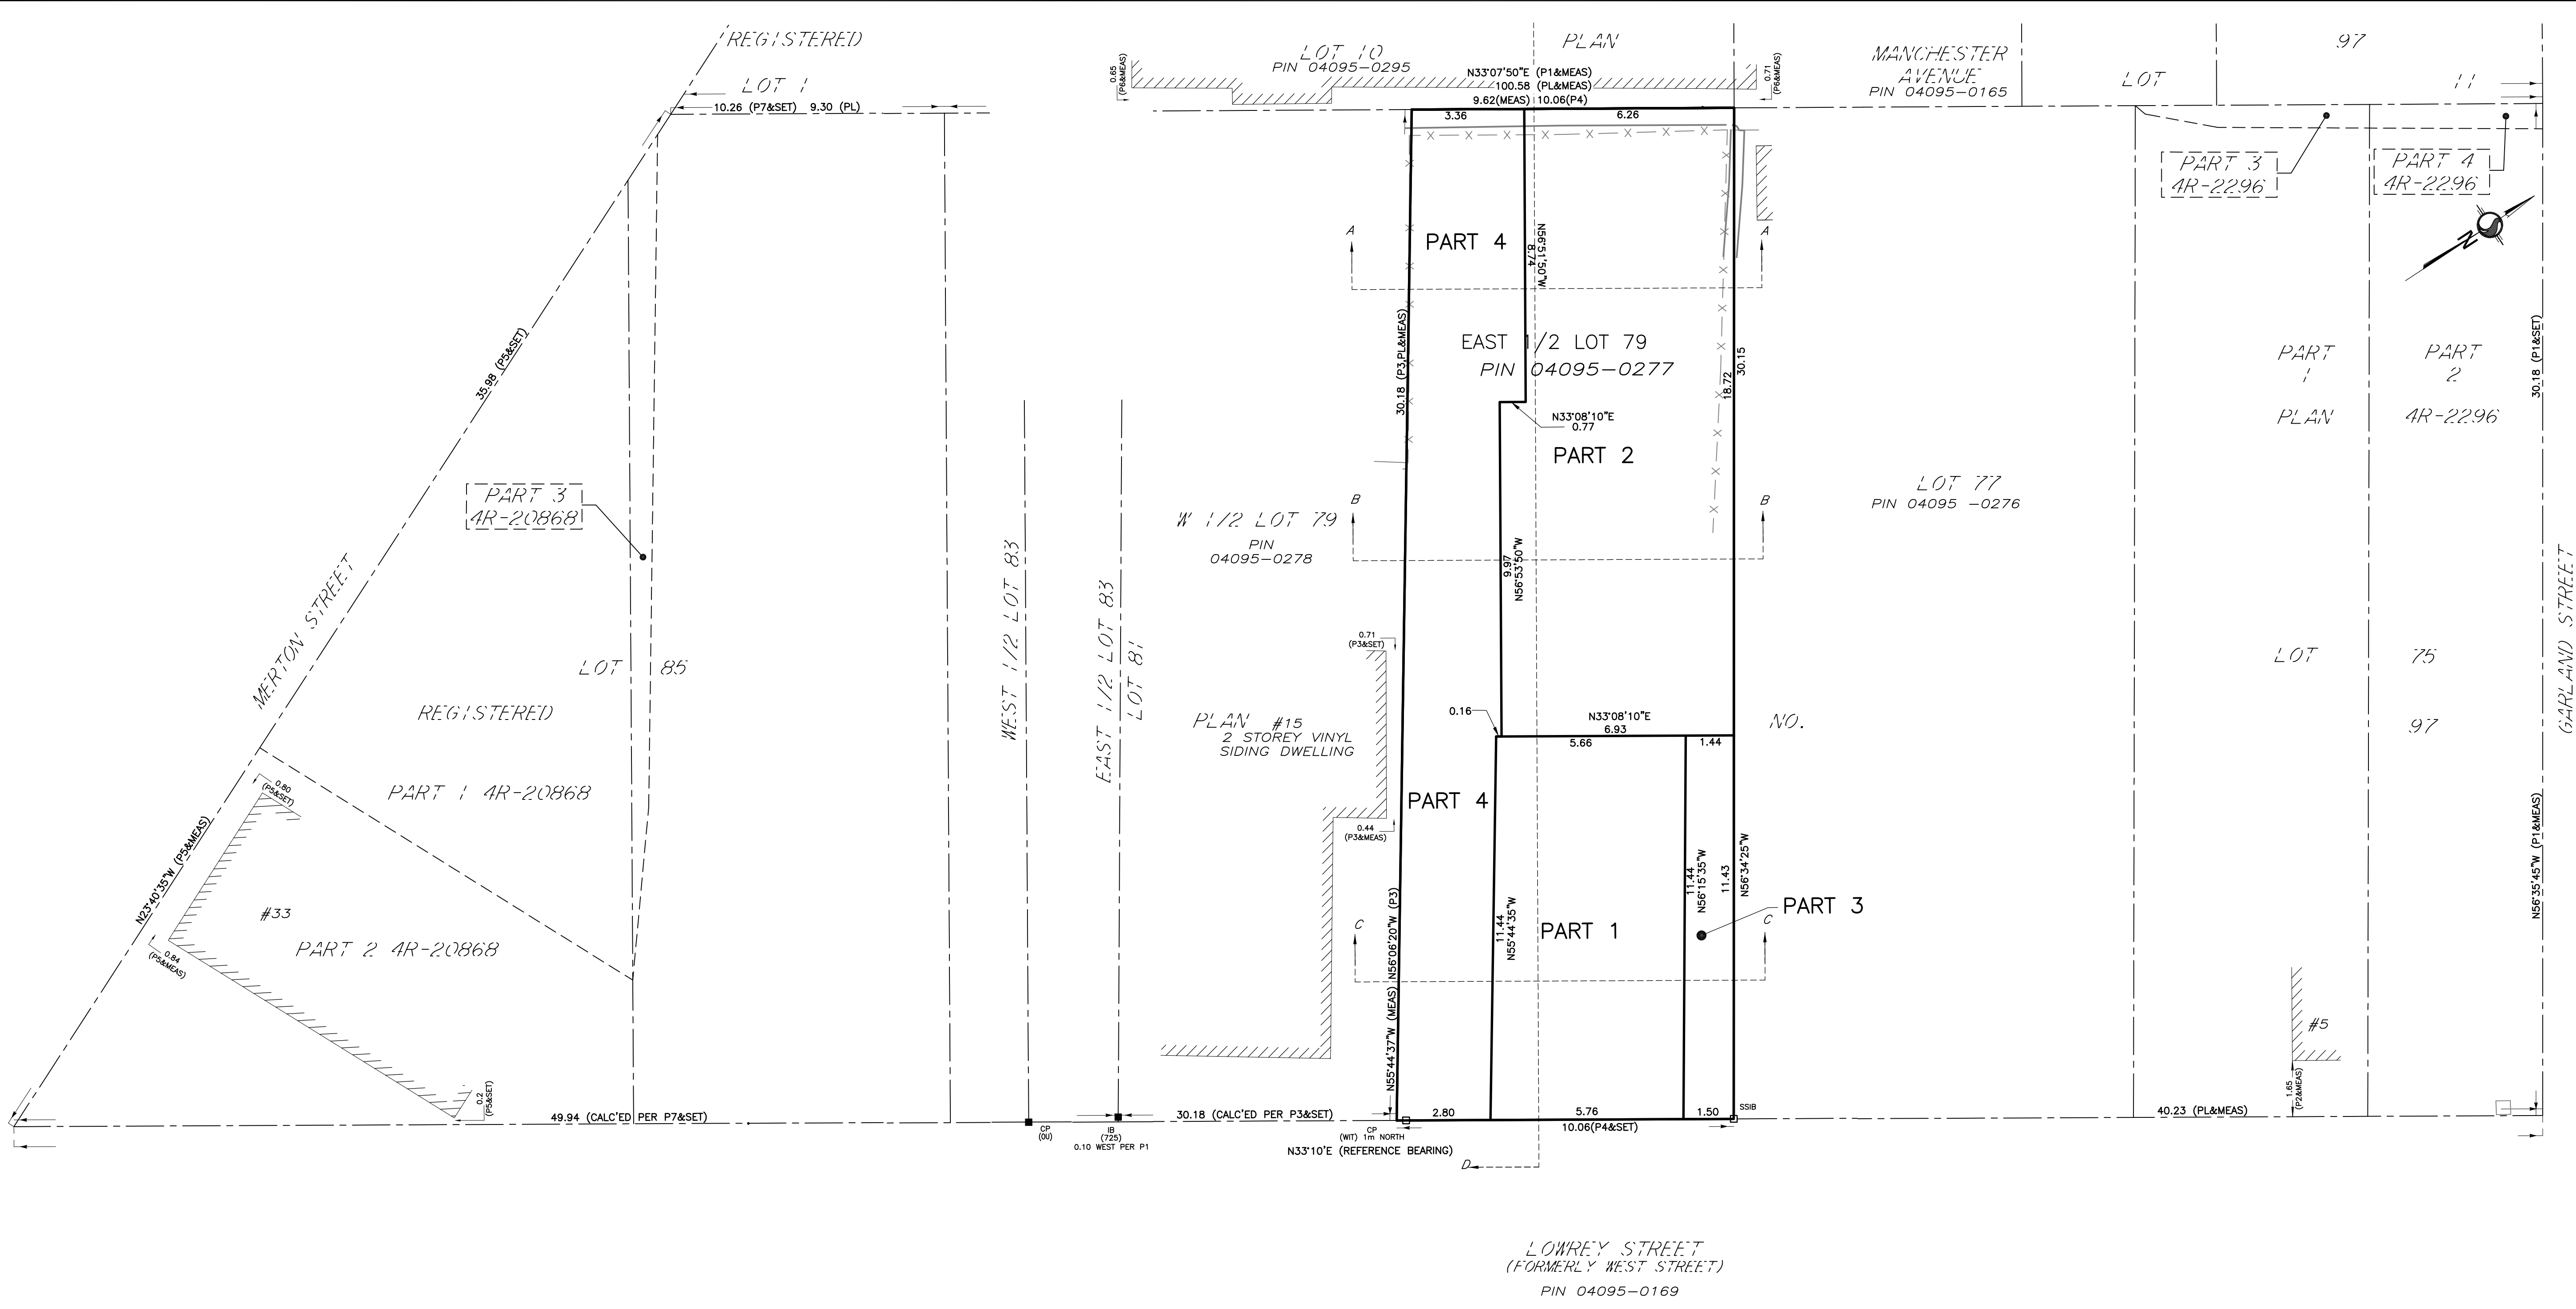 REGISTERED
LOT 1
10.26 (P7&SET) 9.30 (PL)
0.65
(P6&MEAS)
LOT 10
PIN 04095-0295
PLAN
N33°07'50"E (P1&MEAS)
100.58 (PL&MEAS)
9.62(MEAS) 10.06(P4)
0.71
(P6&MEAS)
MANCHESTER
AVENUE
PIN 04095-0165
LOT
11
97
3.36
6.26
PART 3
4R-2296
PART 4
4R-2296
N
A
A
PART 4
N56°51'50"W
8.74
EAST 1/2 LOT 79
PIN 04095-0277
30.18 (P3,PL&MEAS)
18.72
30.15
N33°08'10"E
0.77
PART 2
35.98 (P5&SET)
PART
1
PLAN
PART
2
4R-2296
30.18 (P1&SET)
PART 3
4R-20868
B
B
W 1/2 LOT 79
PIN
04095-0278
LOT 77
PIN 04095 -0276
9.97
N56°53'50"W
MERTON STREET
LOT 85
REGISTERED
WEST 1/2 LOT 83
EAST 1/2 LOT 83
LOT 81
0.71
(P3&SET)
LOT 75
97
GARLAND STREET
PLAN #15
2 STOREY VINYL
SIDING DWELLING
0.16
N33°08'10"E
6.93
5.66
1.44
NO.
PART 1 4R-20868
0.80
(P5&SET)
PART 4
0.44
(P3&MEAS)
N23°40'35"W (P5&MEAS)
#33
PART 2 4R-20868
0.84
(P5&MEAS)
N55°44'37"W (MEAS) N56°06'20"W (P3)
11.44
N55°44'35"W
PART 1
11.44
N56°15'35"W
11.43
N56°34'25"W
PART 3
C
C
N56°35'45"W (P1&MEAS)
#5
1.65
(P2&MEAS)
0.2
(P5&SET)
49.94 (CALC'ED PER P7&SET)
CP
(OU)
IB
(725)
0.10 WEST PER P1
30.18 (CALC'ED PER P3&SET)
2.80
5.76
1.50
SSIB
CP
(WIT) 1m NORTH
10.06(P4&SET)
40.23 (PL&MEAS)
N33°10'E (REFERENCE BEARING)
D
LOWREY STREET
(FORMERLY WEST STREET)
PIN 04095-0169